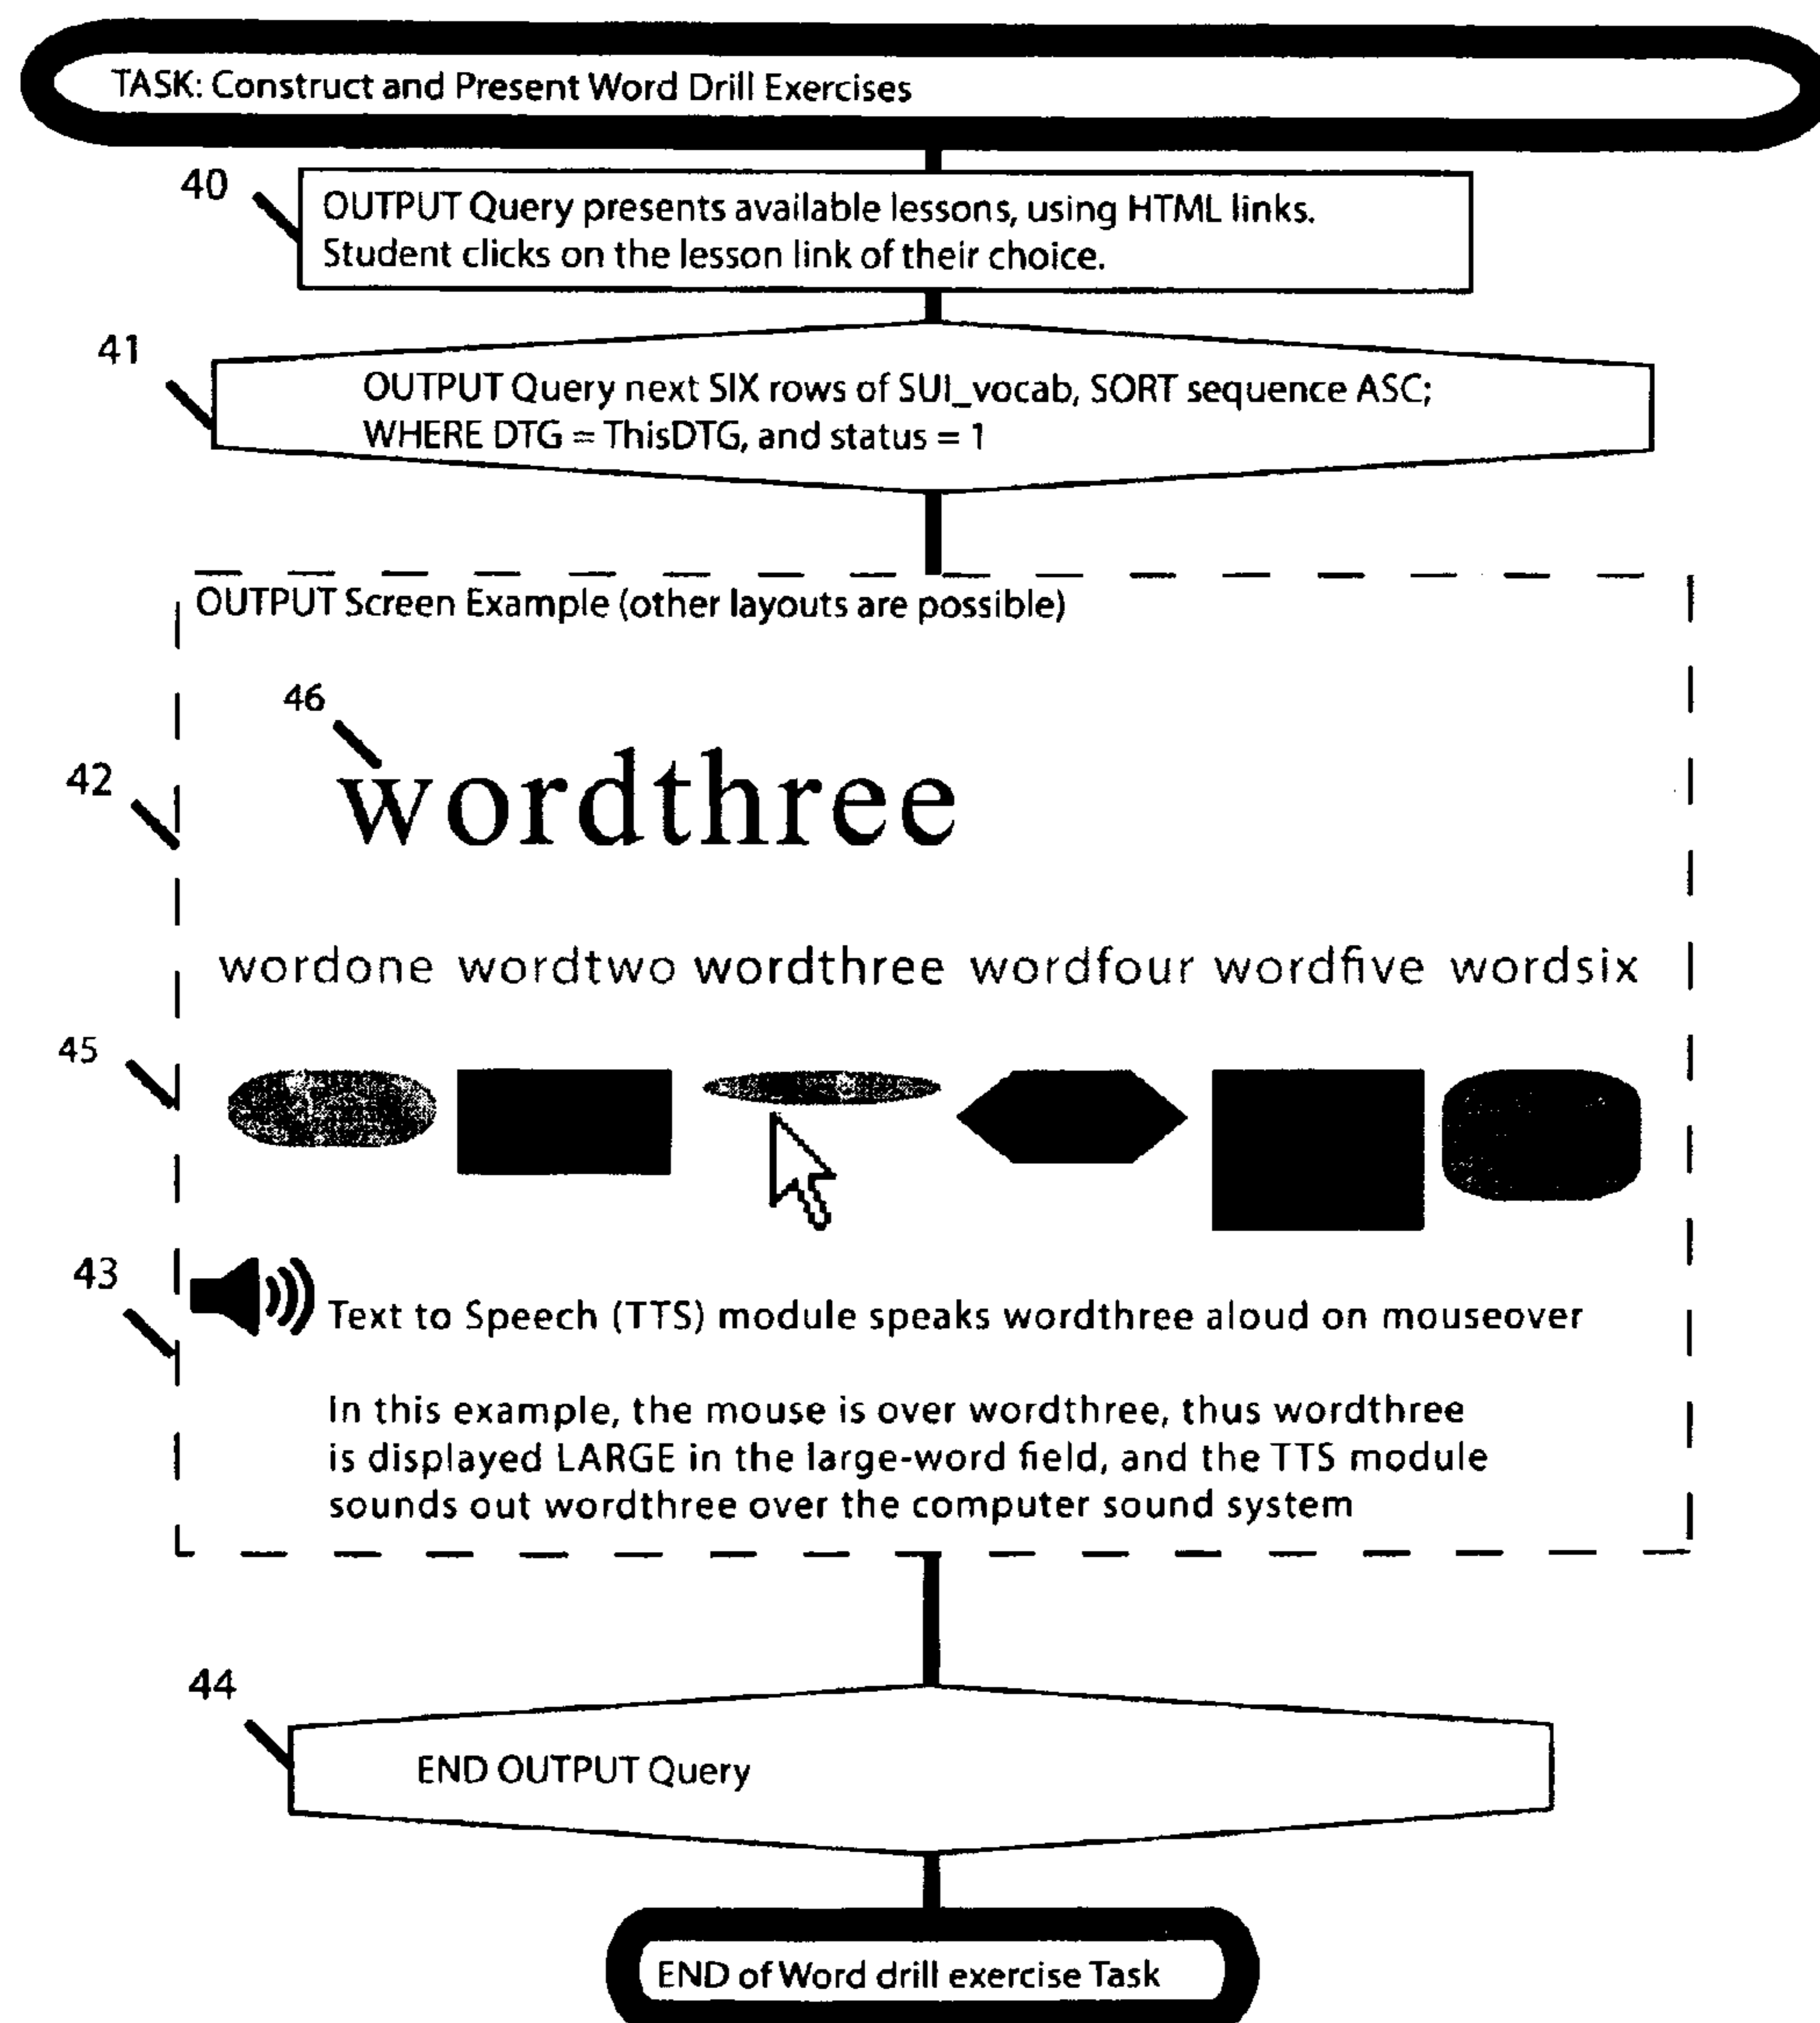 TASK: Construct and Present Word Drill Exercises
40
OUTPUT Query presents available lessons, using HTML links.
Student clicks on the lesson link of their choice.
41
OUTPUT Query next SIX rows of SUI_vocab, SORT sequence ASC;
WHERE DTG = ThisDTG, and status = 1
OUTPUT Screen Example (other layouts are possible)
46
42
wordthree
wordone wordtwo wordthree wordfour wordfive wordsix
45
43
Text to Speech (TTS) module speaks wordthree aloud on mouseover
In this example, the mouse is over wordthree, thus wordthree
is displayed LARGE in the large-word field, and the TTS module
sounds out wordthree over the computer sound system
44
END OUTPUT Query
END of Word drill exercise Task